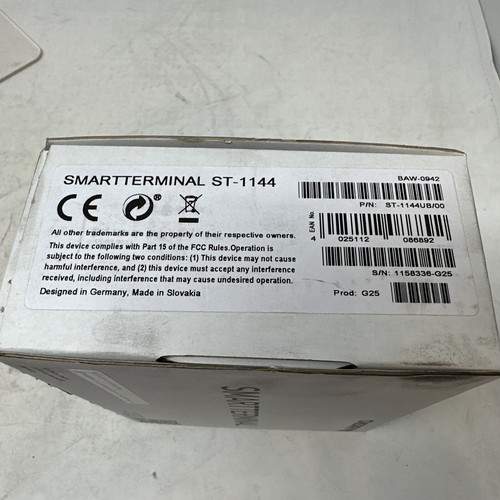 SMARTTERMINAL ST-1144
BAW-0942
P/N: ST-1144UB/00
CE
EAN No.
025112 086892
All other trademarks are the property of their respective owners.
This device complies with Part 15 of the FCC Rules.Operation is
subject to the following two conditions: (1) This device may not cause
harmful interference, and (2) this device must accept any interference
received, including interference that may cause undesired operation.
Designed in Germany, Made in Slovakia
S/N: 1158336-G25
Prod: G25
SMARTTERMINAL